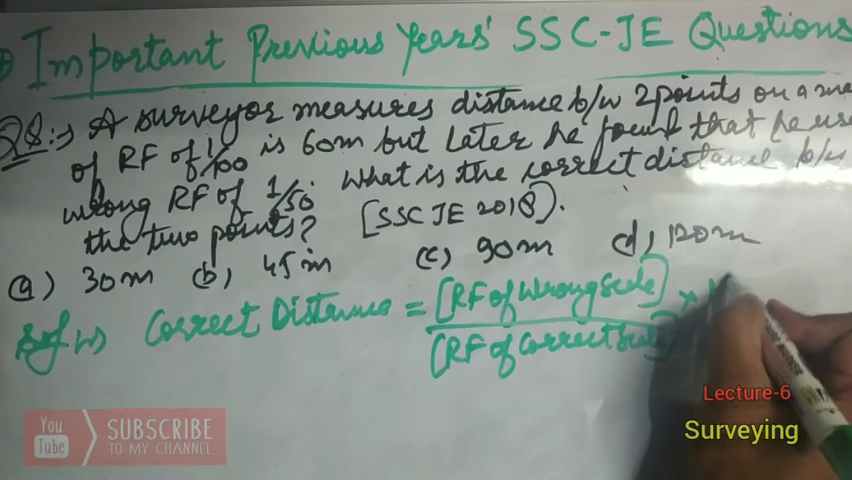 Important Previous Years' SSC-JE Questions
Q8:→ A surveyor measures distance b/w 2 points on a
of RF of 1/100 is 60m but later he found that he
wrong RF of 1/50 What is the correct distance b/w
the two points? [SSC JE 2018].
(a) 30m (b) 45m (c) 90m (d) 120m
Correct Distance = [RF of Wrong Scale] ×
[RF of Correct Scale]
Lecture-6
Surveying
You
Tube
SUBSCRIBE
TO MY CHANNEL